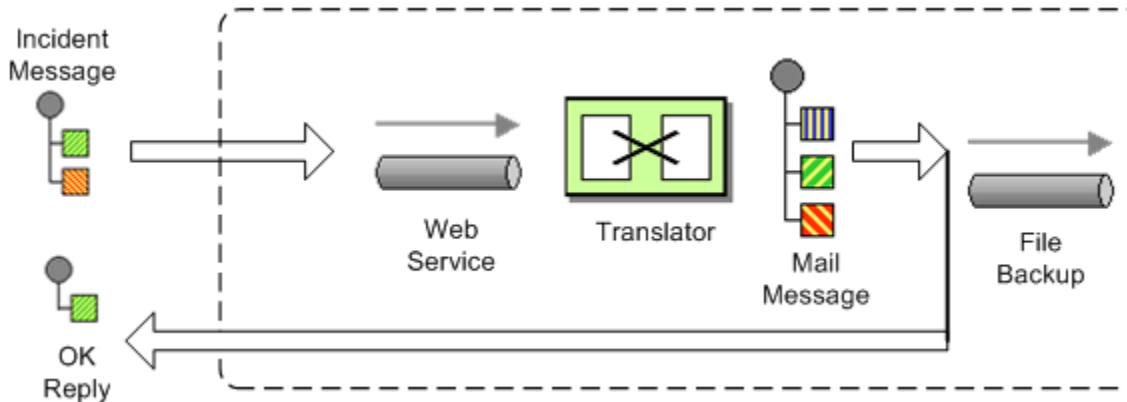 Incident
Message
Web
Service
Translator
Mail
Message
File
Backup
OK
Reply